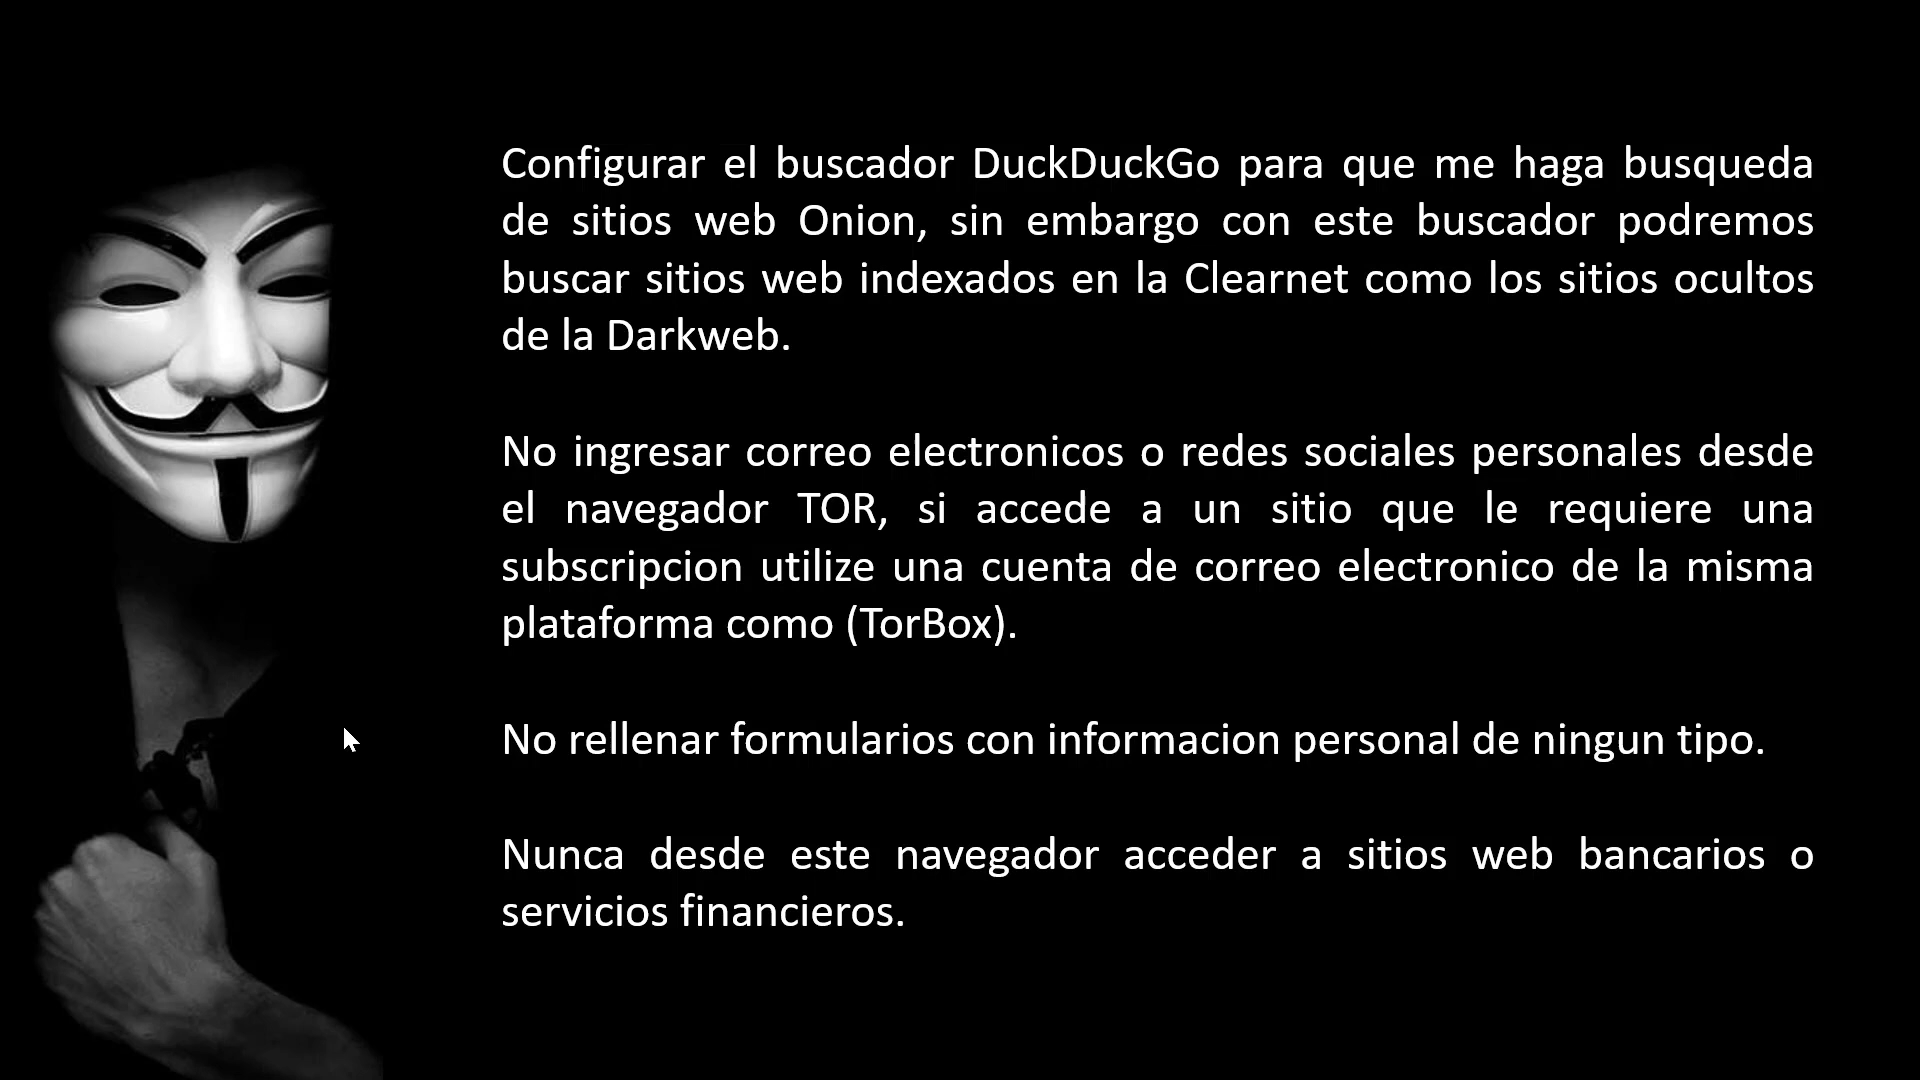 Configurar el buscador DuckDuckGo para que me haga busqueda
de sitios web Onion, sin embargo con este buscador podremos
buscar sitios web indexados en la Clearnet como los sitios ocultos
de la Darkweb.
No ingresar correo electronicos o redes sociales personales desde
el navegador TOR, si accede a un sitio que le requiere una
subscripcion utilize una cuenta de correo electronico de la misma
plataforma como (TorBox).
No rellenar formularios con informacion personal de ningun tipo.
Nunca desde este navegador acceder a sitios web bancarios o
servicios financieros.